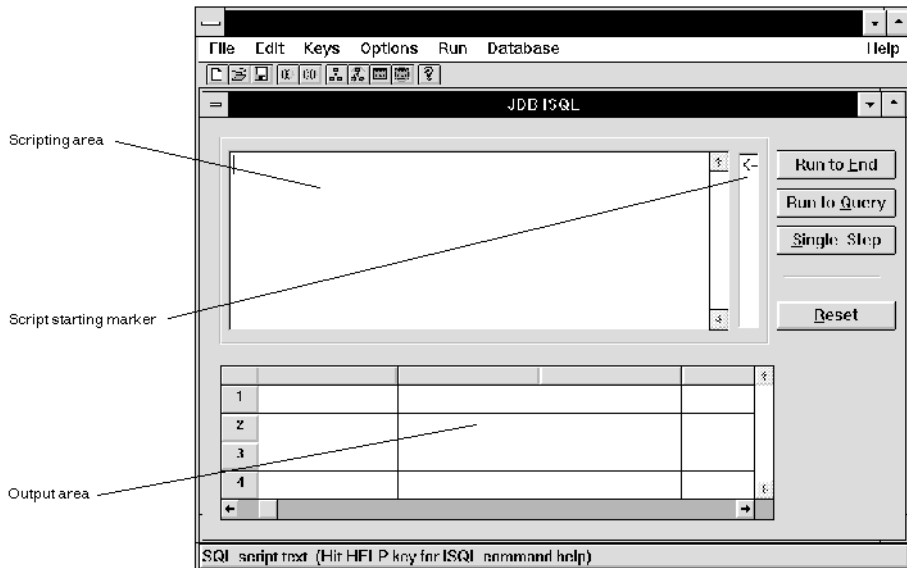 File Edit Keys Options Run Database Help
JDB ISQL
Scripting area
<-
Run to End
Run to Query
Single Step
Script starting marker
Reset
1
2
3
4
Output area
SQL script text (Hit HELP key for ISQL command help)